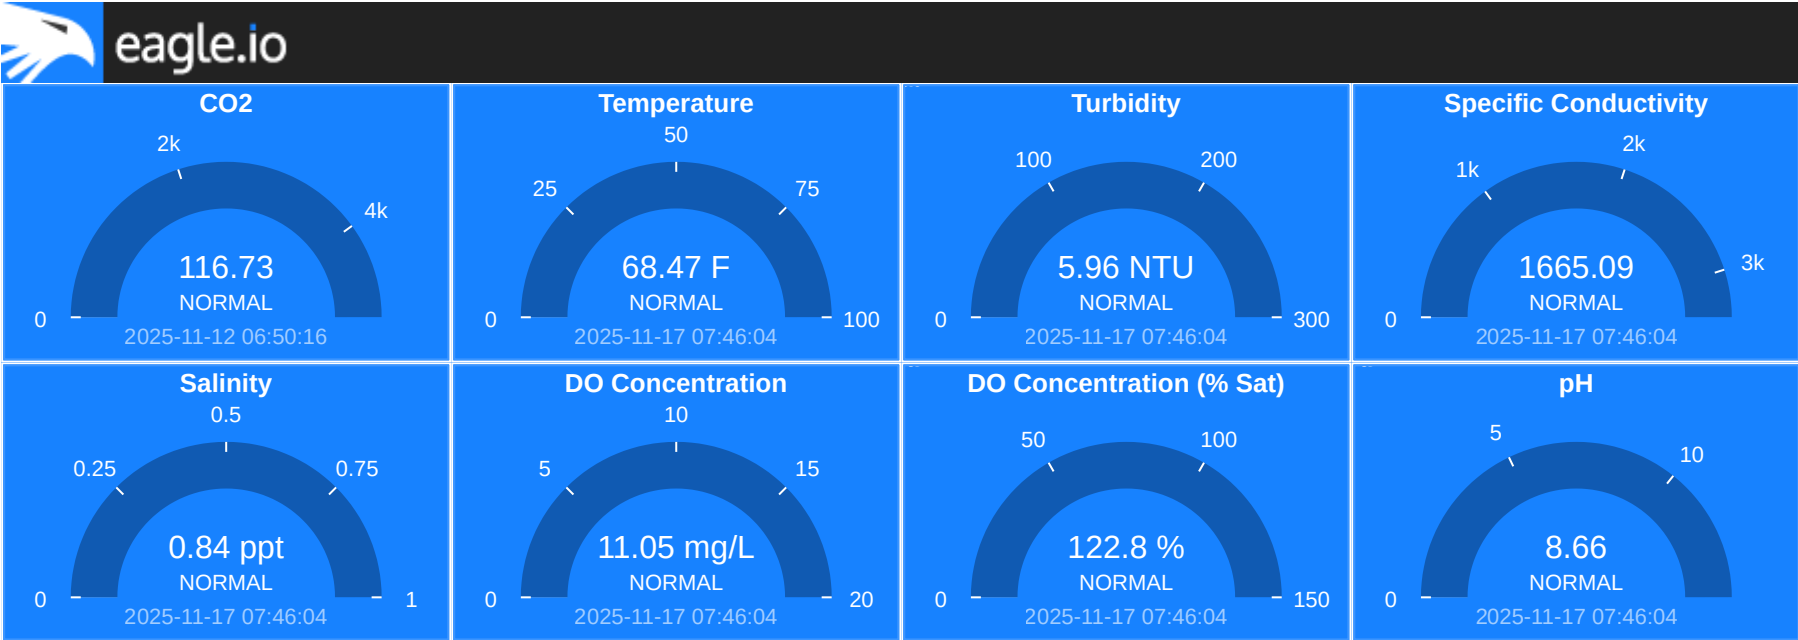 eagle.io
CO2
2k
4k
0
116.73
NORMAL
2025-11-12 06:50:16
Temperature
50
25
75
0
100
68.47 F
NORMAL
2025-11-17 07:46:04
Turbidity
100
200
0
300
5.96 NTU
NORMAL
2025-11-17 07:46:04
Specific Conductivity
2k
1k
3k
0
1665.09
NORMAL
2025-11-17 07:46:04
Salinity
0.5
0.25
0.75
0
1
0.84 ppt
NORMAL
2025-11-17 07:46:04
DO Concentration
10
5
15
0
20
11.05 mg/L
NORMAL
2025-11-17 07:46:04
DO Concentration (% Sat)
50
100
0
150
122.8 %
NORMAL
2025-11-17 07:46:04
pH
5
10
0
8.66
NORMAL
2025-11-17 07:46:04